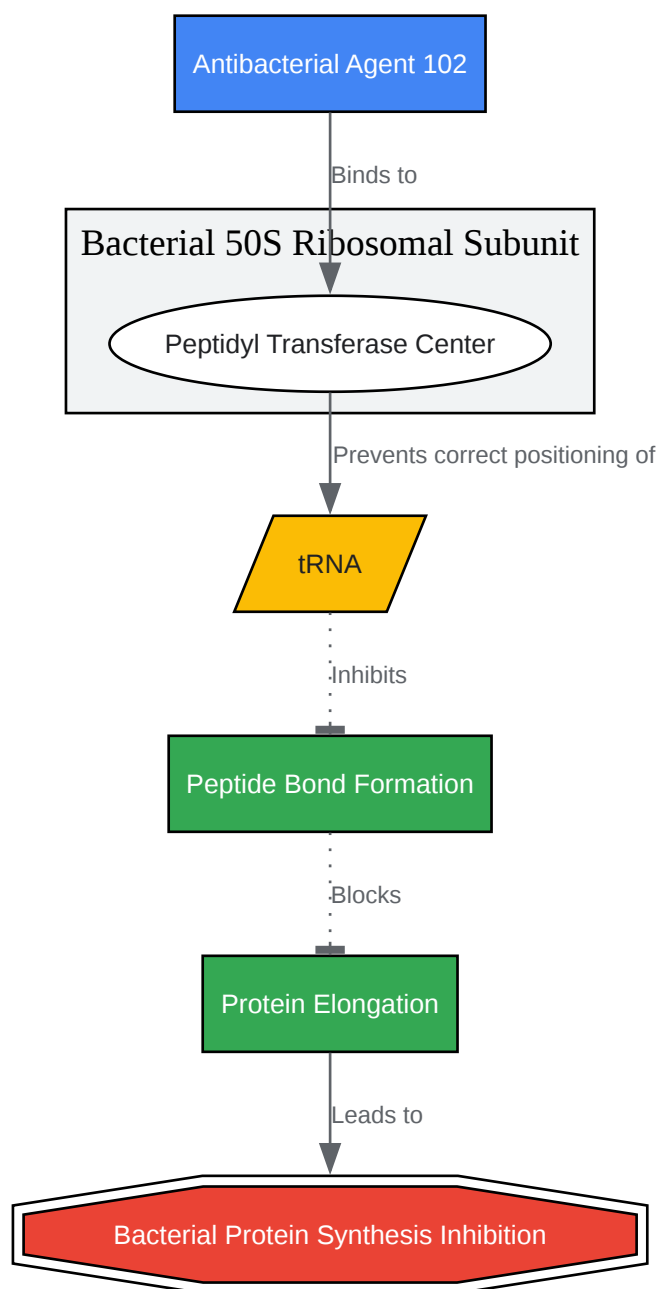 Antibacterial Agent 102
Binds to
Bacterial 50S Ribosomal Subunit
Peptidyl Transferase Center
Prevents correct positioning of
tRNA
Inhibits
Peptide Bond Formation
Blocks
Protein Elongation
Leads to
Bacterial Protein Synthesis Inhibition